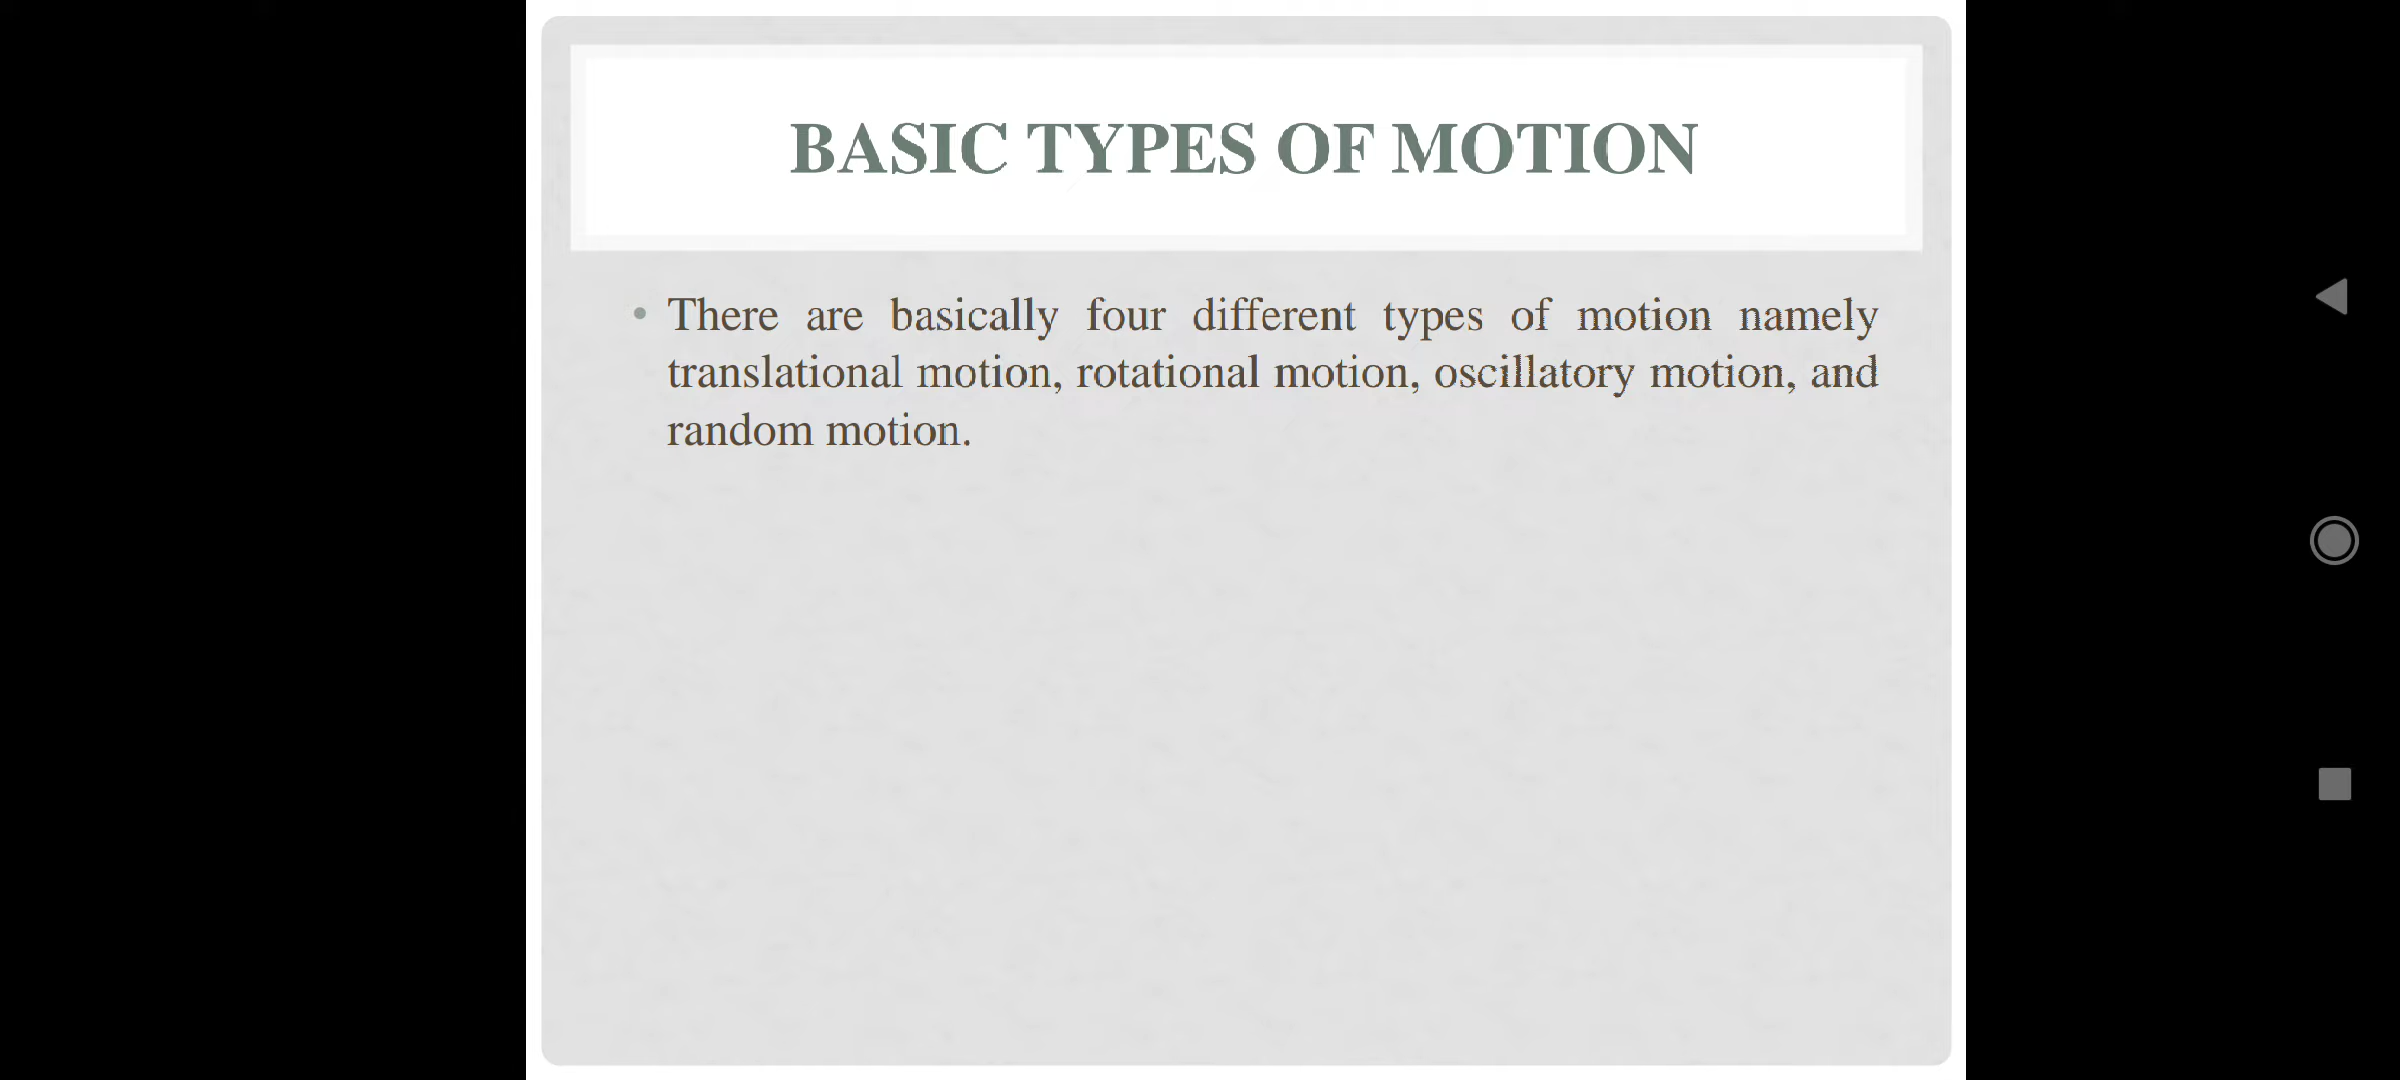 BASIC TYPES OF MOTION
• There are basically four different types of motion namely
translational motion, rotational motion, oscillatory motion, and
random motion.